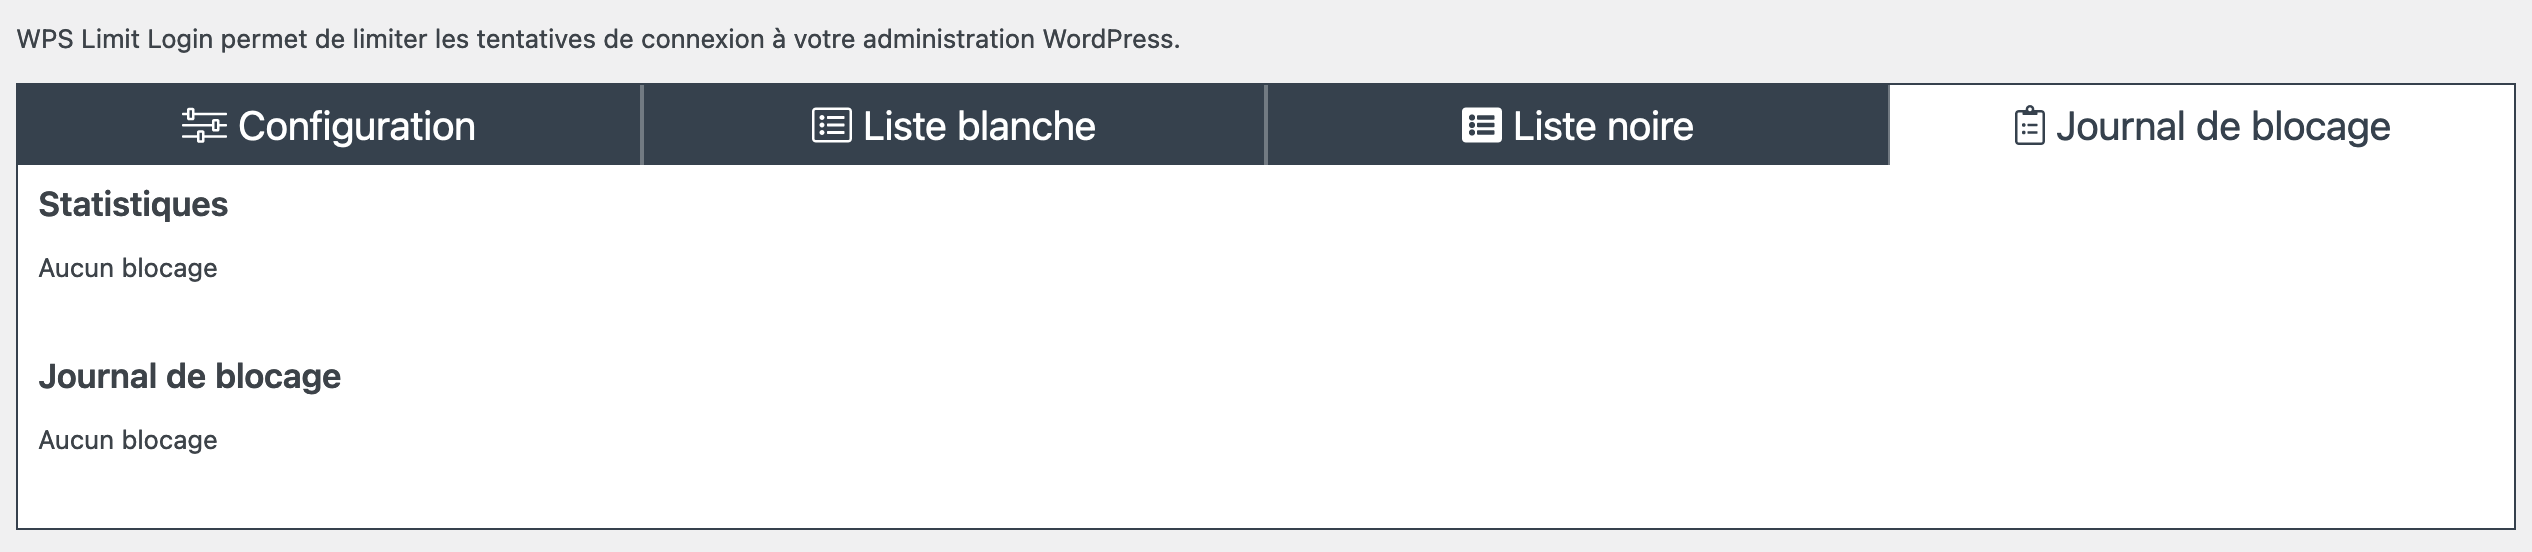 WPS Limit Login permet de limiter les tentatives de connexion à votre administration WordPress.
Configuration
Liste blanche
Liste noire
Journal de blocage
Statistiques
Aucun blocage
Journal de blocage
Aucun blocage